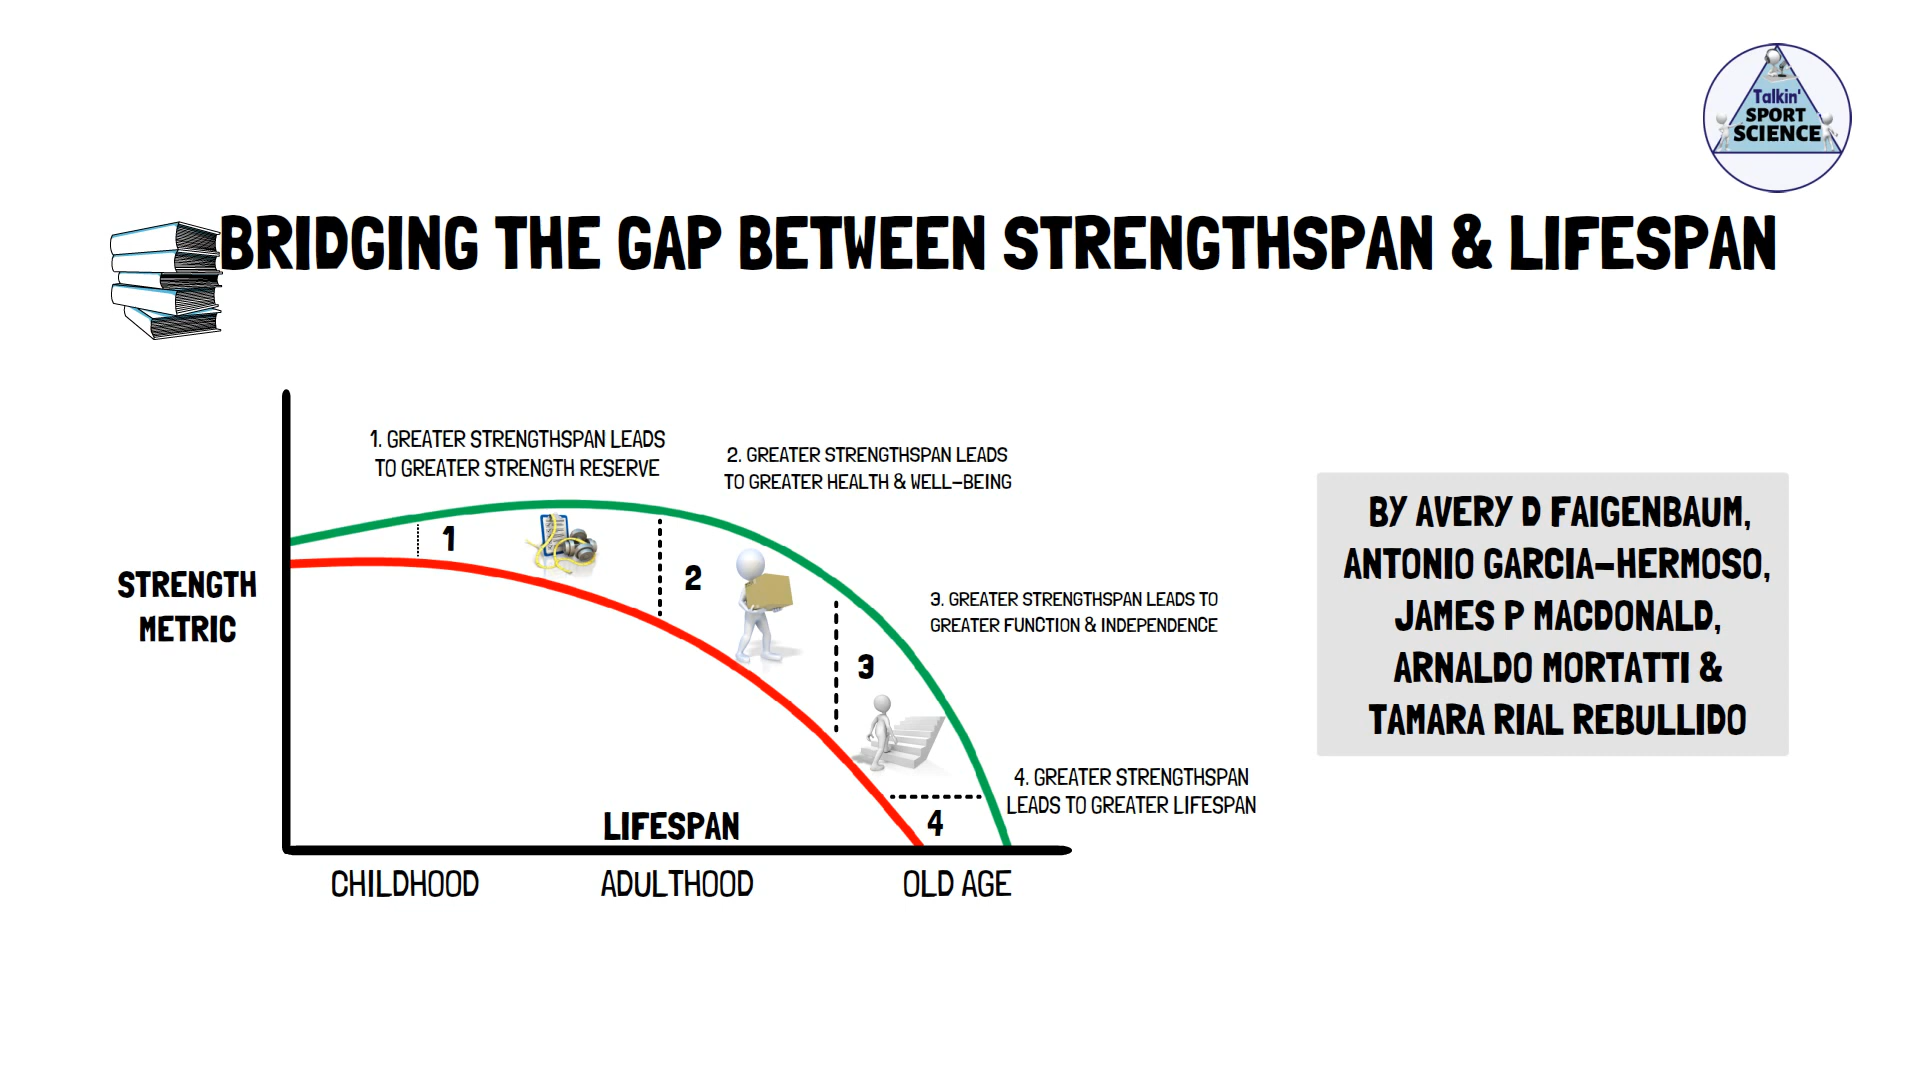 Talkin'
SPORT
SCIENCE
BRIDGING THE GAP BETWEEN STRENGTHSPAN & LIFESPAN
1. GREATER STRENGTHSPAN LEADS
TO GREATER STRENGTH RESERVE
2. GREATER STRENGTHSPAN LEADS
TO GREATER HEALTH & WELL-BEING
1
2
STRENGTH
METRIC
3. GREATER STRENGTHSPAN LEADS TO
GREATER FUNCTION & INDEPENDENCE
3
4. GREATER STRENGTHSPAN
LEADS TO GREATER LIFESPAN
4
LIFESPAN
CHILDHOOD
ADULTHOOD
OLD AGE
BY AVERY D FAIGENBAUM,
ANTONIO GARCIA-HERMOSO,
JAMES P MACDONALD,
ARNALDO MORTATTI &
TAMARA RIAL REBULLIDO